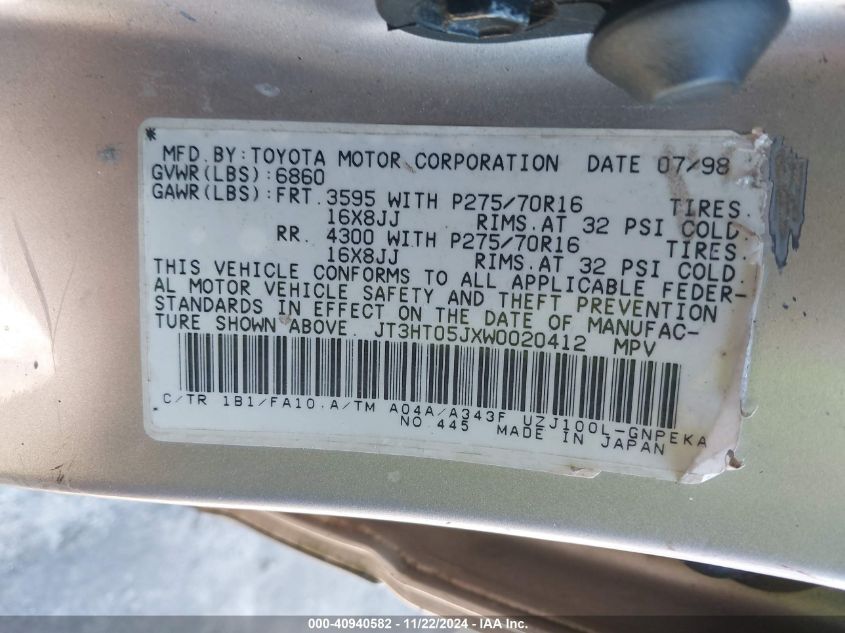 * MFD.BY:TOYOTA MOTOR CORPORATION DATE 07/98
GVWR(LBS):6860
GAWR(LBS):FRT. 3595 WITH P275/70R16 TIRES.
16X8JJ RIMS.AT 32 PSI COLD.
RR. 4300 WITH P275/70R16 TIRES.
16X8JJ RIMS.AT 32 PSI COLD.
THIS VEHICLE CONFORMS TO ALL APPLICABLE FEDER-
AL MOTOR VEHICLE SAFETY AND THEFT PREVENTION
STANDARDS IN EFFECT ON THE DATE OF MANUFAC-
TURE SHOWN ABOVE. JT3HT05JXW0020412 MPV
C/TR 1B1/FA10 A/TM A04A/A343F UZJ100L-GNPEKA
NO.445 MADE IN JAPAN
000-40940582 - 11/22/2024 - IAA Inc.